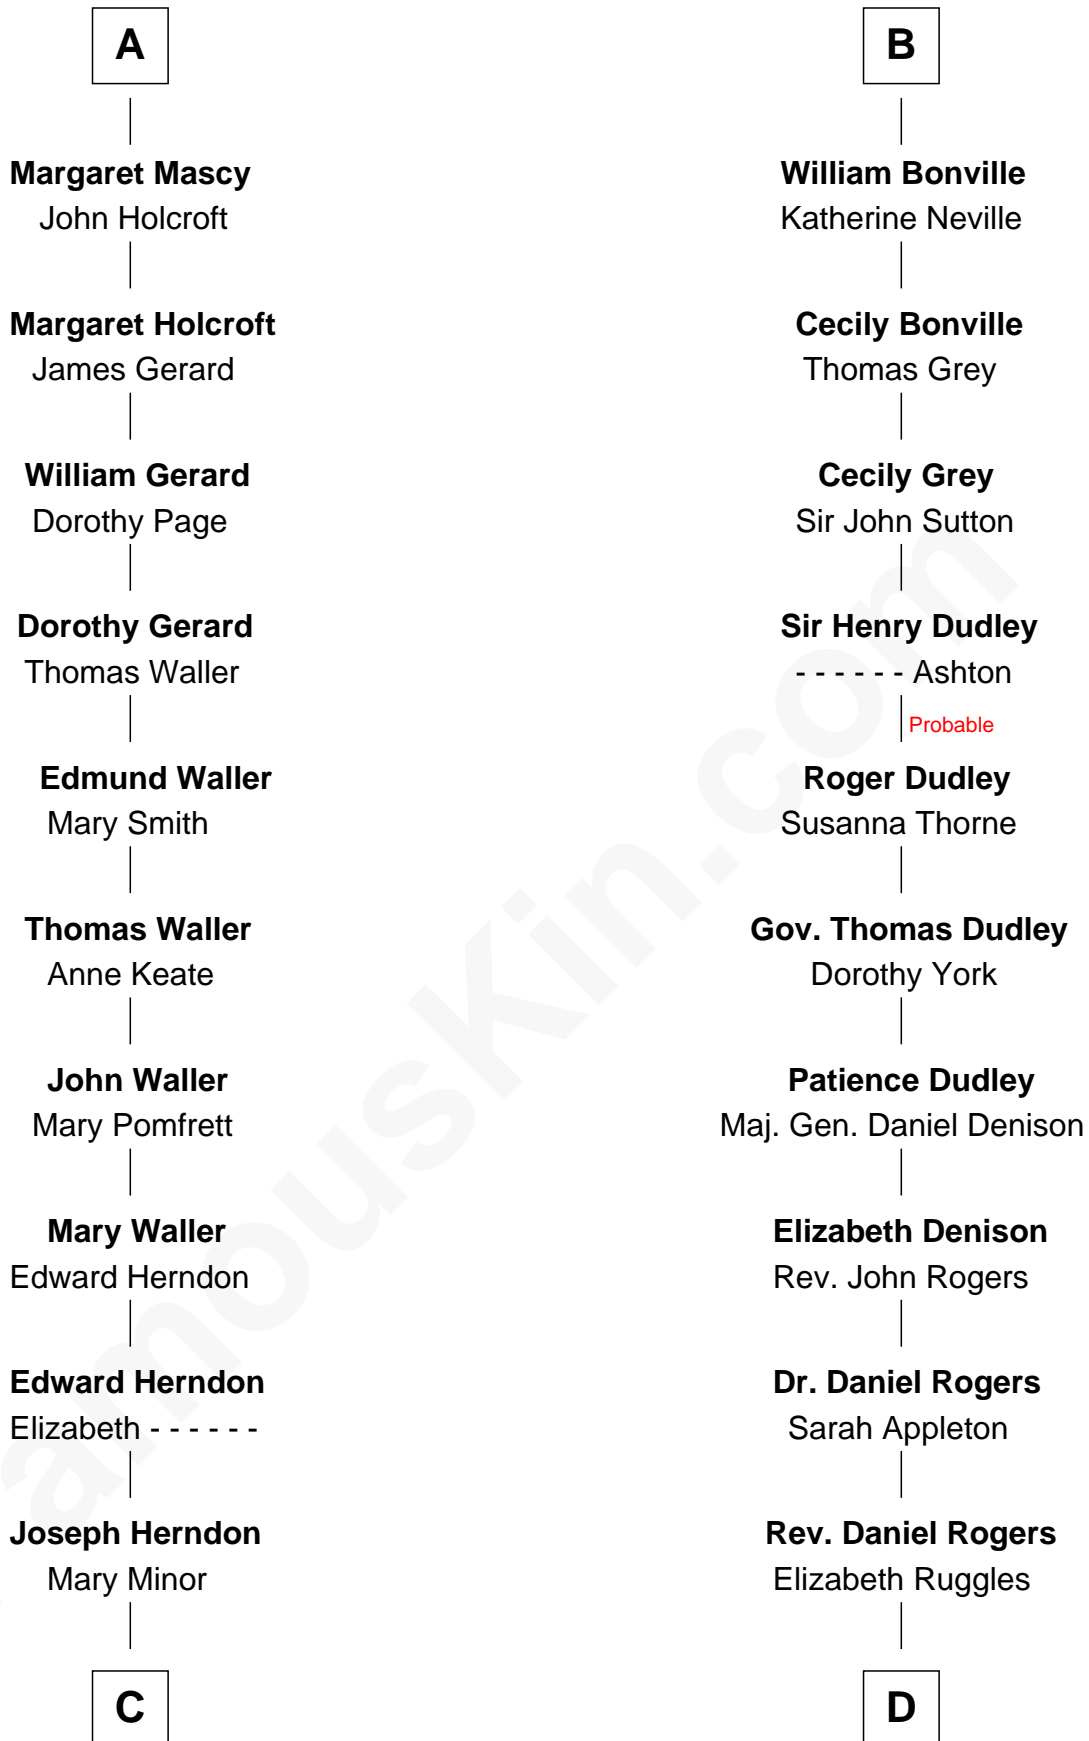 A
Margaret Mascy
John Holcroft
Margaret Holcroft
James Gerard
William Gerard
Dorothy Page
Dorothy Gerard
Thomas Waller
Edmund Waller
Mary Smith
Thomas Waller
Anne Keate
John Waller
Mary Pomfrett
Mary Waller
Edward Herndon
Edward Herndon
Elizabeth - - - - - -
Joseph Herndon
Mary Minor
C
B
William Bonville
Katherine Neville
Cecily Bonville
Thomas Grey
Cecily Grey
Sir John Sutton
Sir Henry Dudley
- - - - - - Ashton
Probable
Roger Dudley
Susanna Thorne
Gov. Thomas Dudley
Dorothy York
Patience Dudley
Maj. Gen. Daniel Denison
Elizabeth Denison
Rev. John Rogers
Dr. Daniel Rogers
Sarah Appleton
Rev. Daniel Rogers
Elizabeth Ruggles
D
amouskin.com